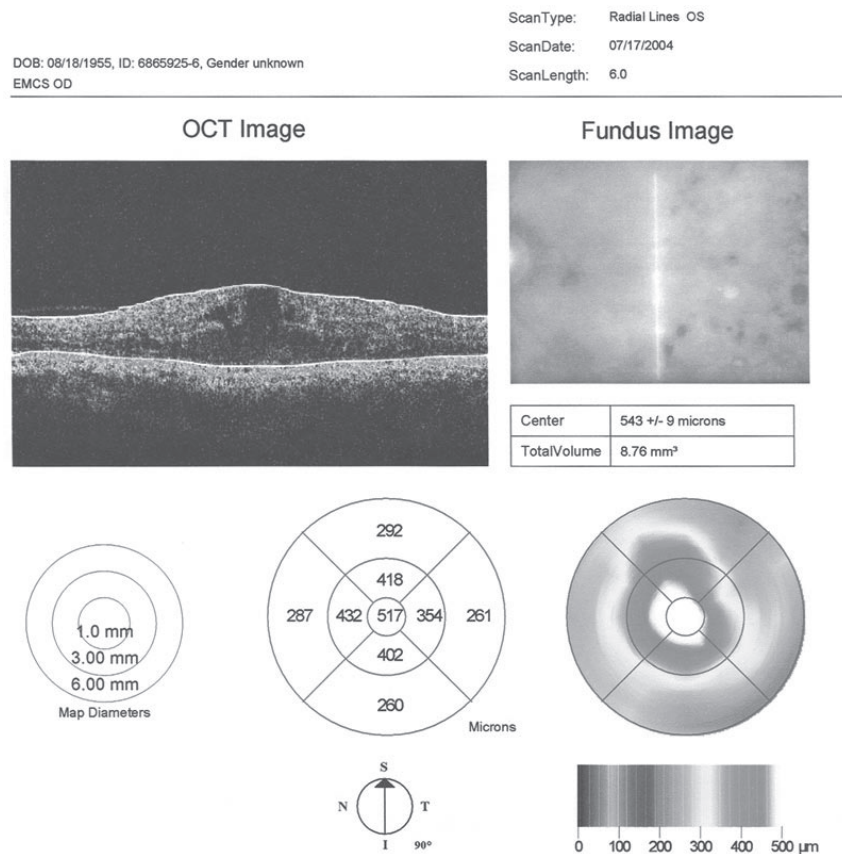 ScanType: Radial Lines OS
ScanDate: 07/17/2004
DOB: 08/18/1955, ID: 6865925-6, Gender unknown
ScanLength: 6.0
EMCS OD
OCT Image
Fundus Image
Center 543 +/- 9 microns
TotalVolume 8.76 mm³
292
418
287 432 517 354 261
402
260
1.0 mm
3.00 mm
6.00 mm
Map Diameters
Microns
S
N T
I 90°
0 100 200 300 400 500 µm